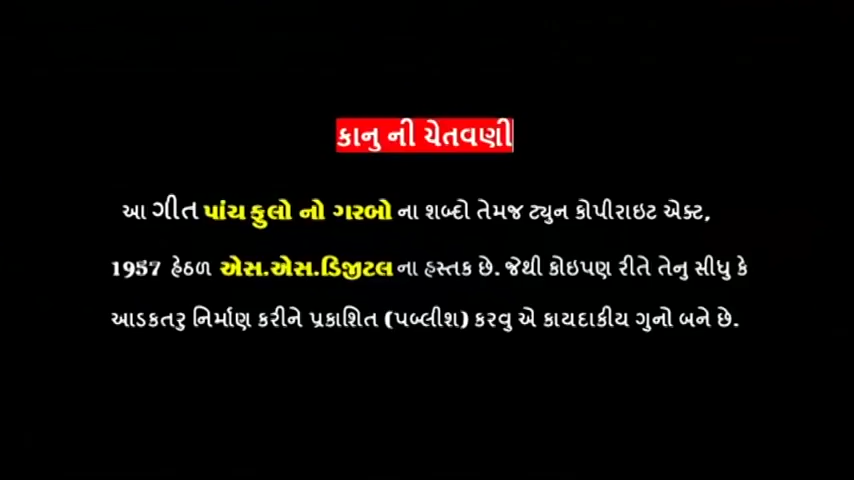 કાનુ ની ચેતવણી
આ ગીત પાંચ ફુલો નો ગરબો ના શબ્દો તેમજ ટ્યુન કોપીરાઇટ એક્ટ,
1957 હેઠળ એસ.એસ.ડિજીટલ ના હસ્તક છે. જેથી કોઇપણ રીતે તેનુ સીધુ કે
આડકતરુ નિર્માણ કરીને પ્રકાશિત (પબ્લીશ) કરવુ એ કાયદાકીય ગુનો બને છે.